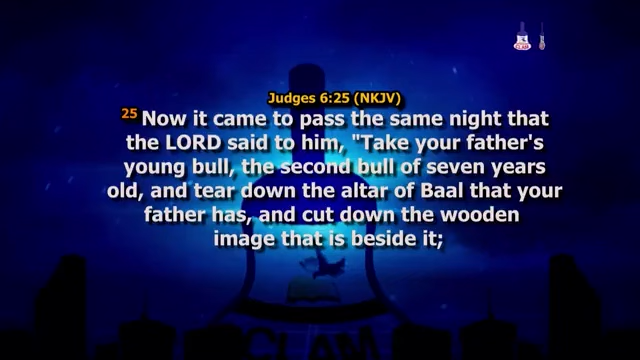 Judges 6:25 (NKJV)
25 Now it came to pass the same night that
the LORD said to him, "Take your father's
young bull, the second bull of seven years
old, and tear down the altar of Baal that your
father has, and cut down the wooden
image that is beside it;
CLAM
CLAM